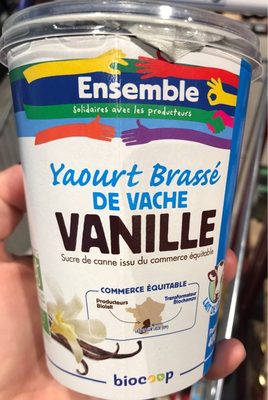 Ensemble
Solidaires avec les producteurs
Yaourt Brassé
DE VACHE
VANILLE
Sucre de canne issu du commerce équitable
COMMERCE ÉQUITABLE
Producteurs
Biolait
Transformateur
Biochamps
biocoop